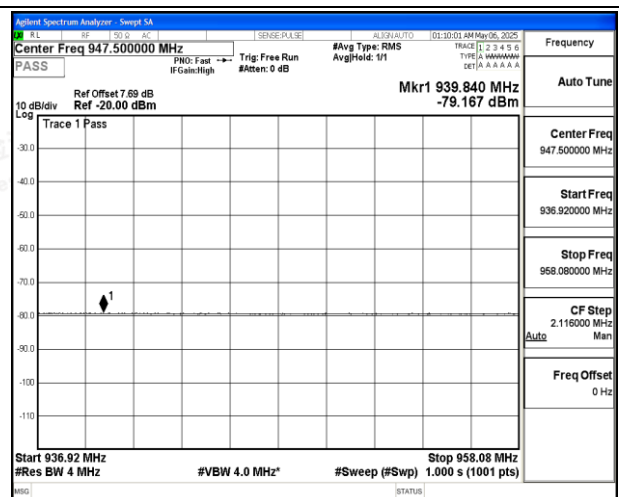 Agilent Spectrum Analyzer - Swept SA
RL RF 50 Ω AC SENSE:PULSE ALIGN AUTO 01:10:01 AM May 06, 2025
Center Freq 947.500000 MHz
PASS
PNO: Fast
IFGain:High
Trig: Free Run
#Atten: 0 dB
#Avg Type: RMS
Avg|Hold: 1/1
TRACE 1 2 3 4 5 6
TYPE A WWWWW
DET A A A A A A
Mkr1 939.840 MHz
-79.167 dBm
Ref Offset 7.69 dB
10 dB/div Ref -20.00 dBm
Log
Trace 1 Pass
-30.0
-40.0
-50.0
-60.0
-70.0
1
-80.0
-90.0
-100
-110
Start 936.92 MHz Stop 958.08 MHz
#Res BW 4 MHz #VBW 4.0 MHz* #Sweep (#Swp) 1.000 s (1001 pts)
MSG STATUS
Frequency
Auto Tune
Center Freq
947.500000 MHz
Start Freq
936.920000 MHz
Stop Freq
958.080000 MHz
CF Step
2.116000 MHz
Auto Man
Freq Offset
0 Hz